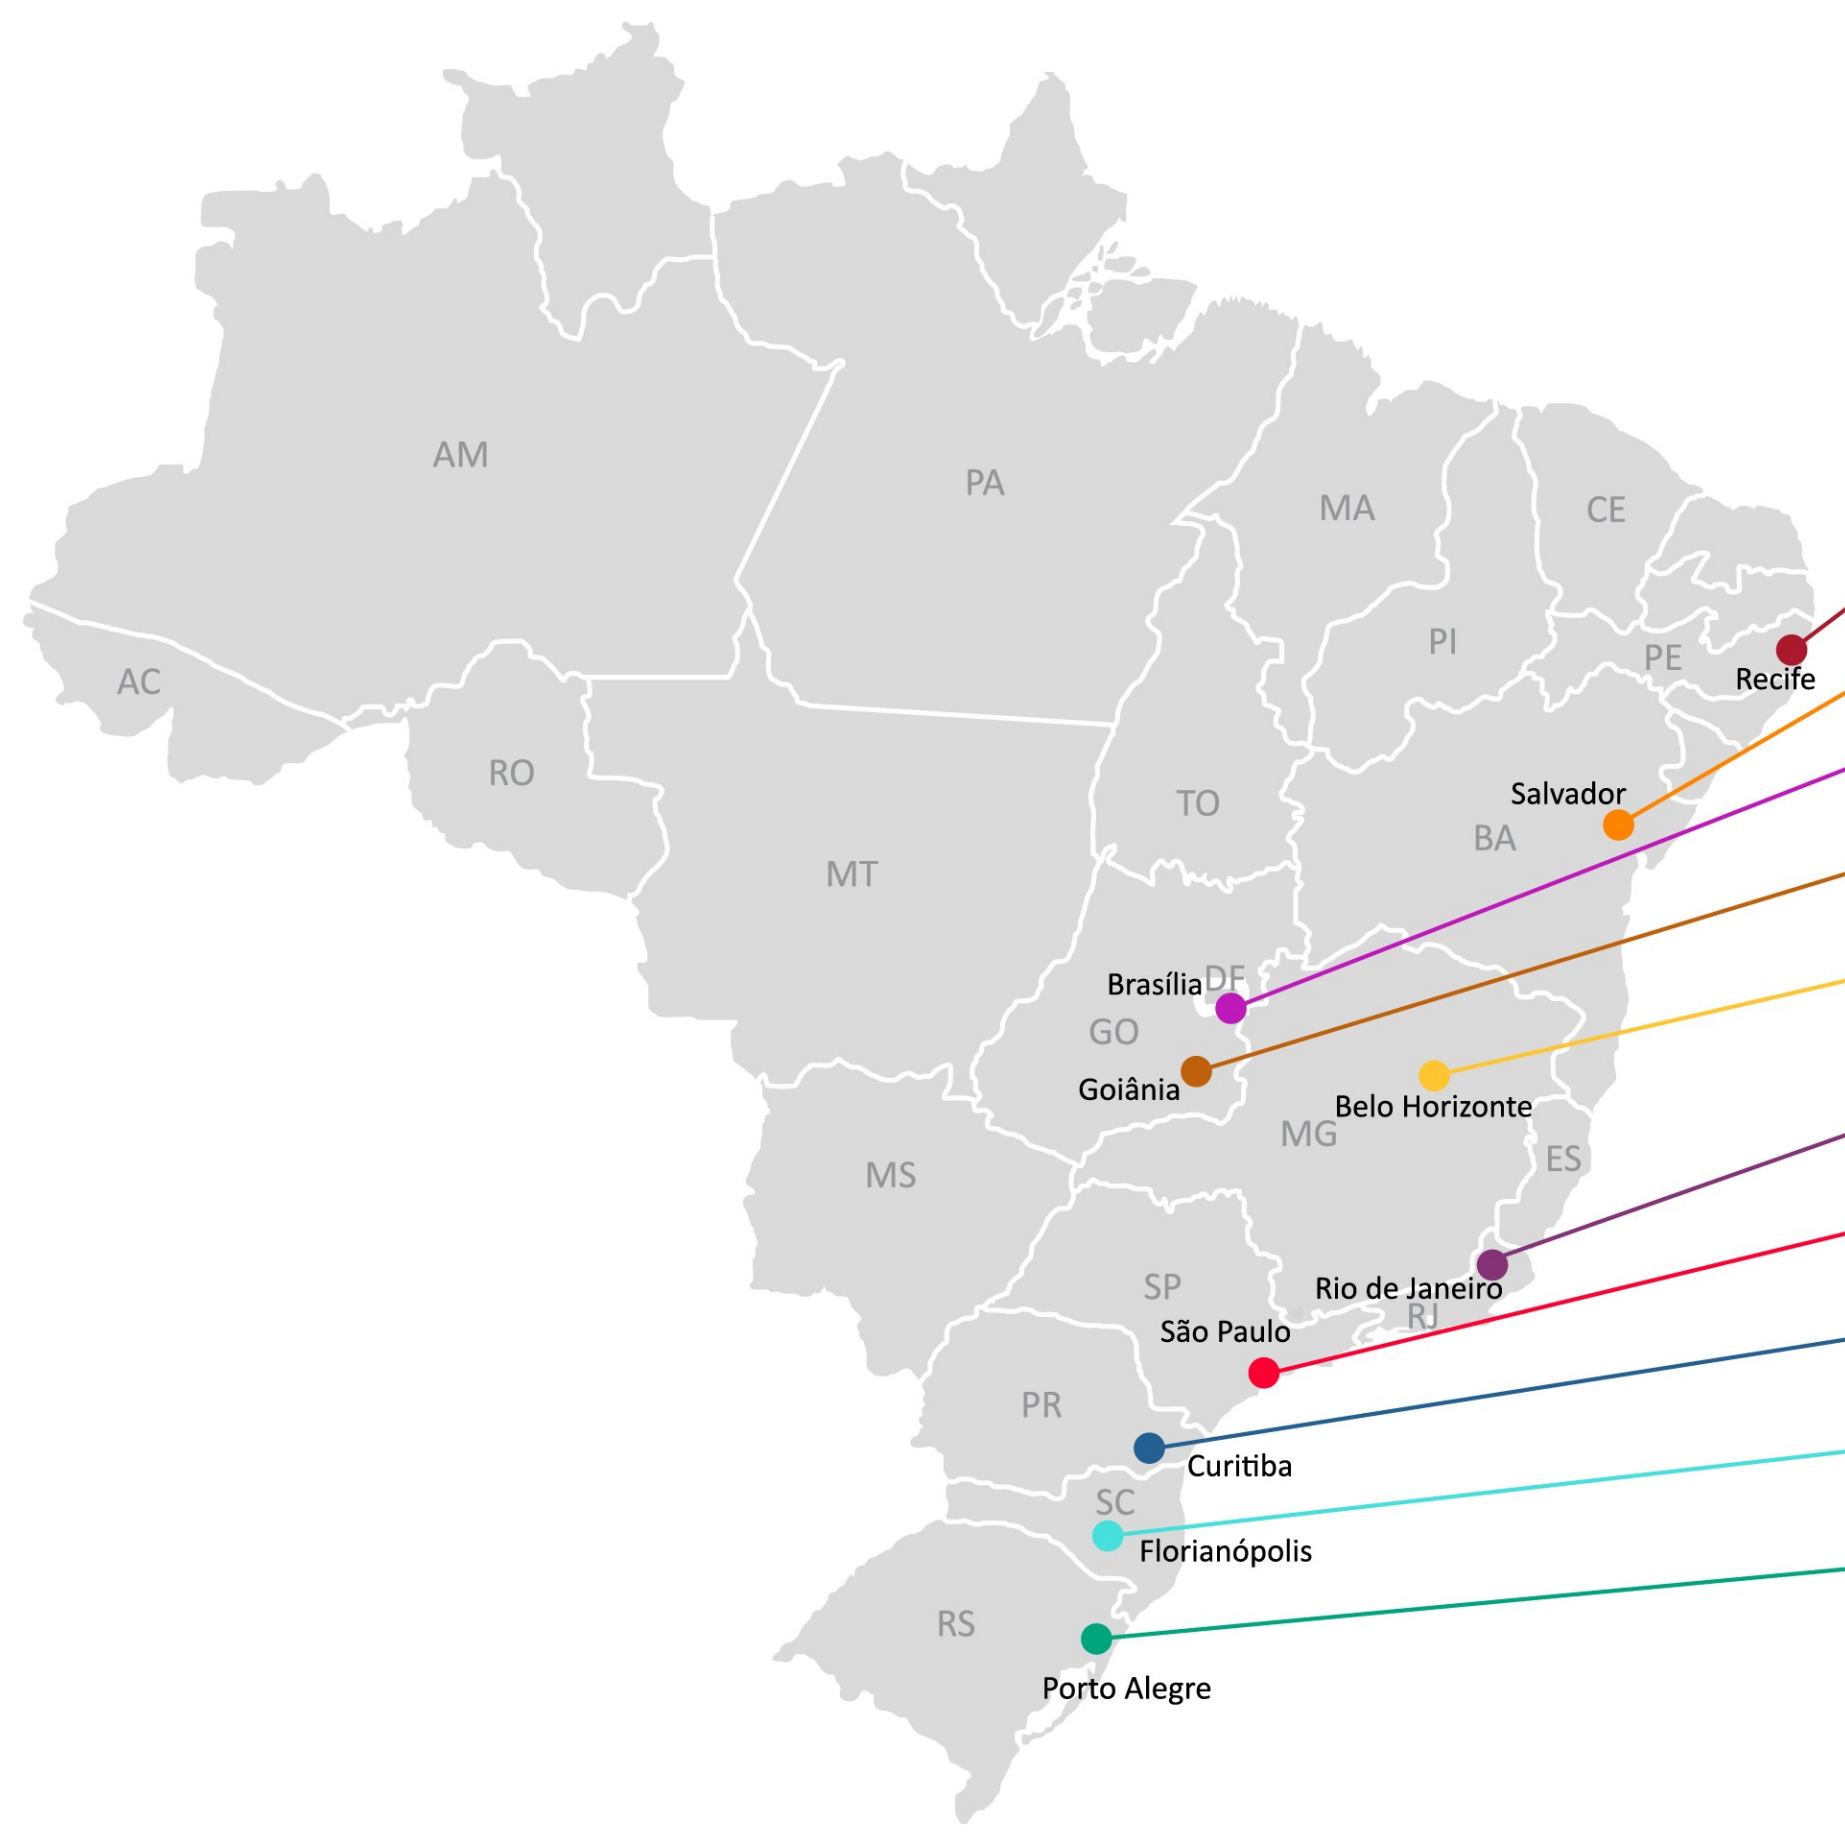 AM
PA
MA
CE
PI
PE
Recife
AC
RO
Salvador
TO
BA
MT
Brasília
DF
GO
Goiânia
Belo Horizonte
MG
ES
MS
SP
Rio de Janeiro
RJ
São Paulo
PR
Curitiba
SC
Florianópolis
RS
Porto Alegre